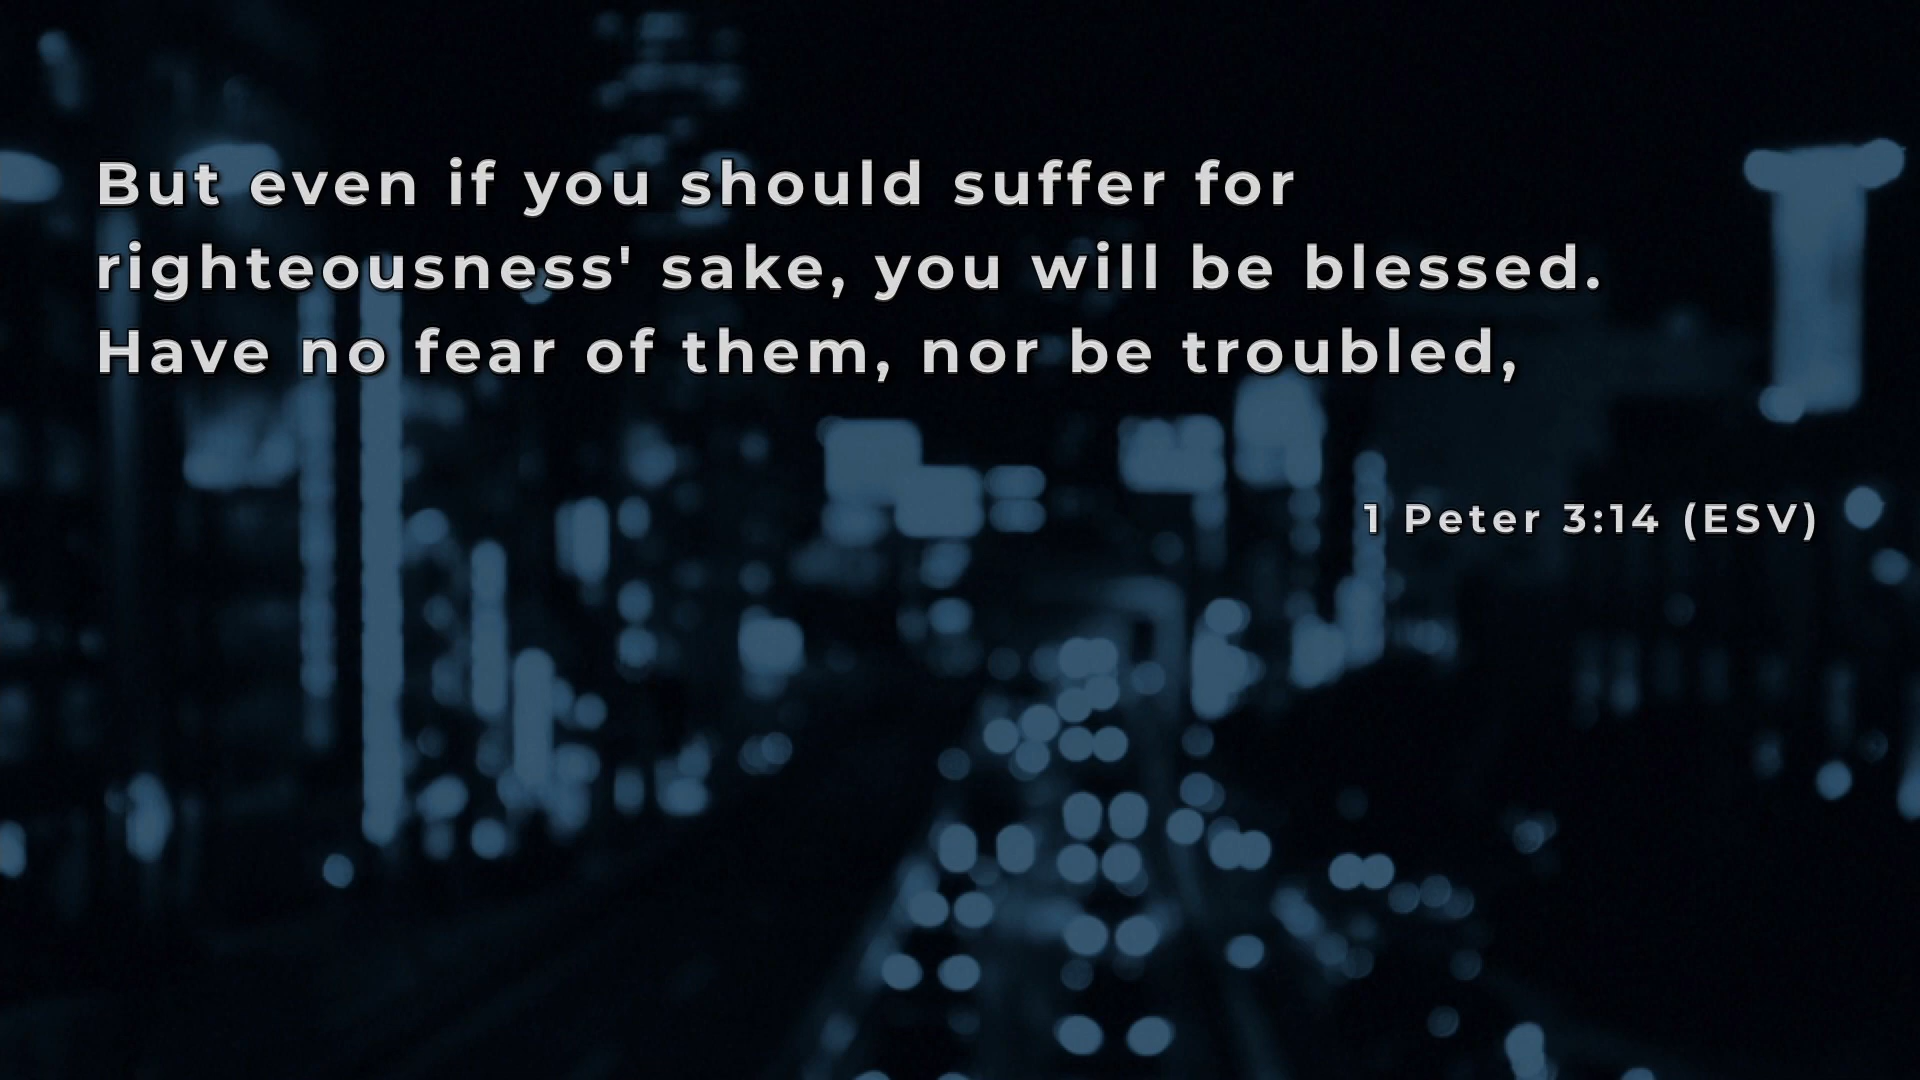 But even if you should suffer for
righteousness' sake, you will be blessed.
Have no fear of them, nor be troubled,
1 Peter 3:14 (ESV)